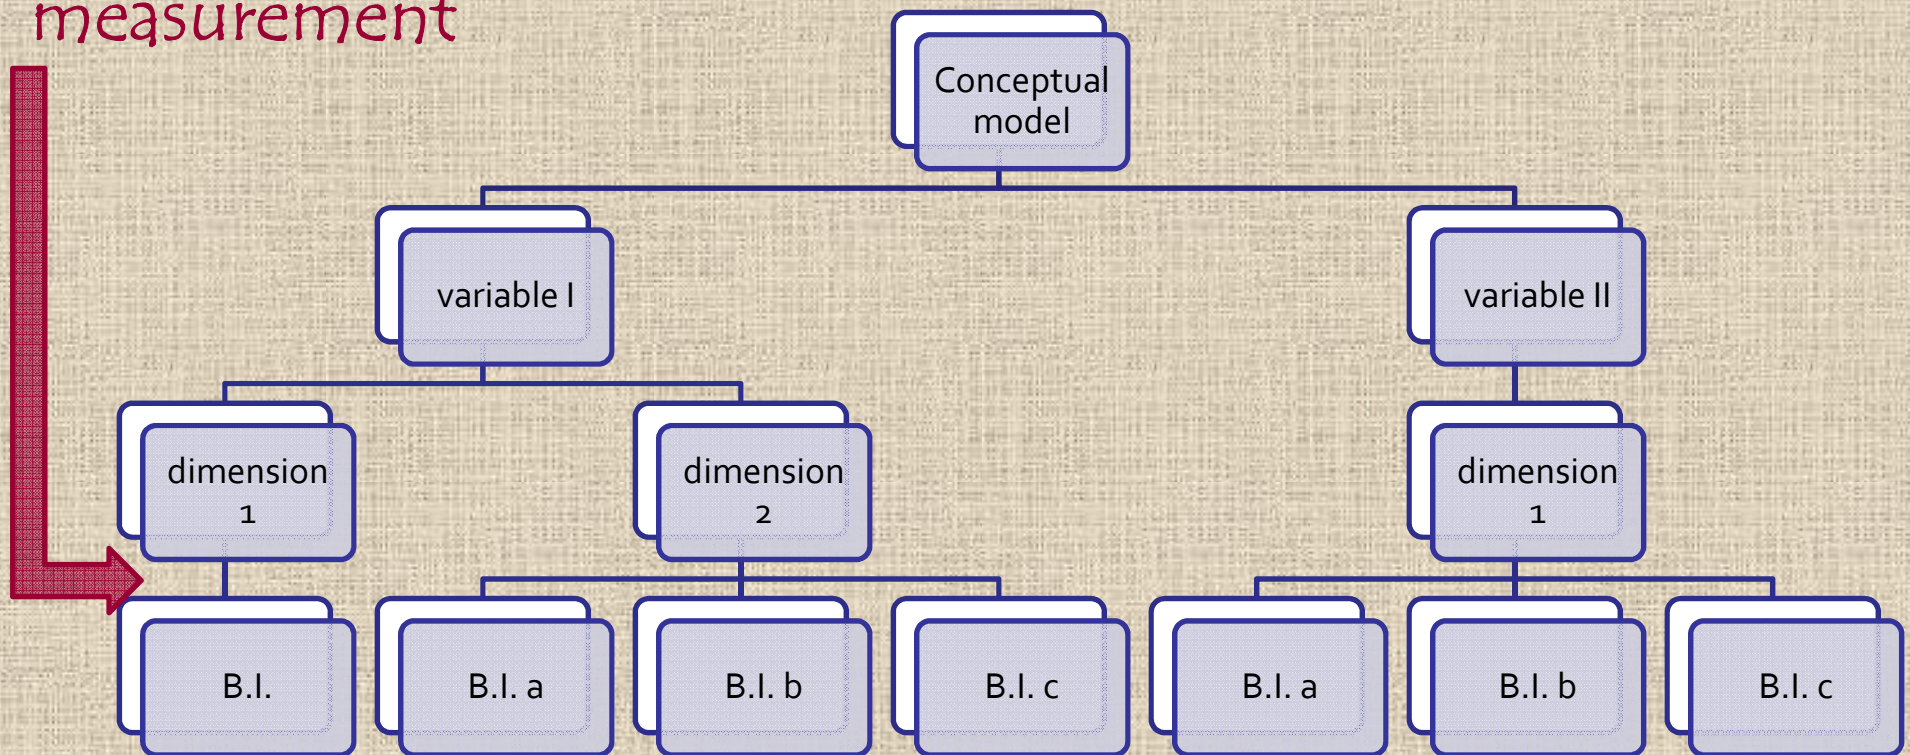 measurement
Conceptual
model
variable I
variable II
dimension
1
dimension
2
dimension
1
B.I.
B.I. a
B.I. b
B.I. c
B.I. a
B.I. b
B.I. c